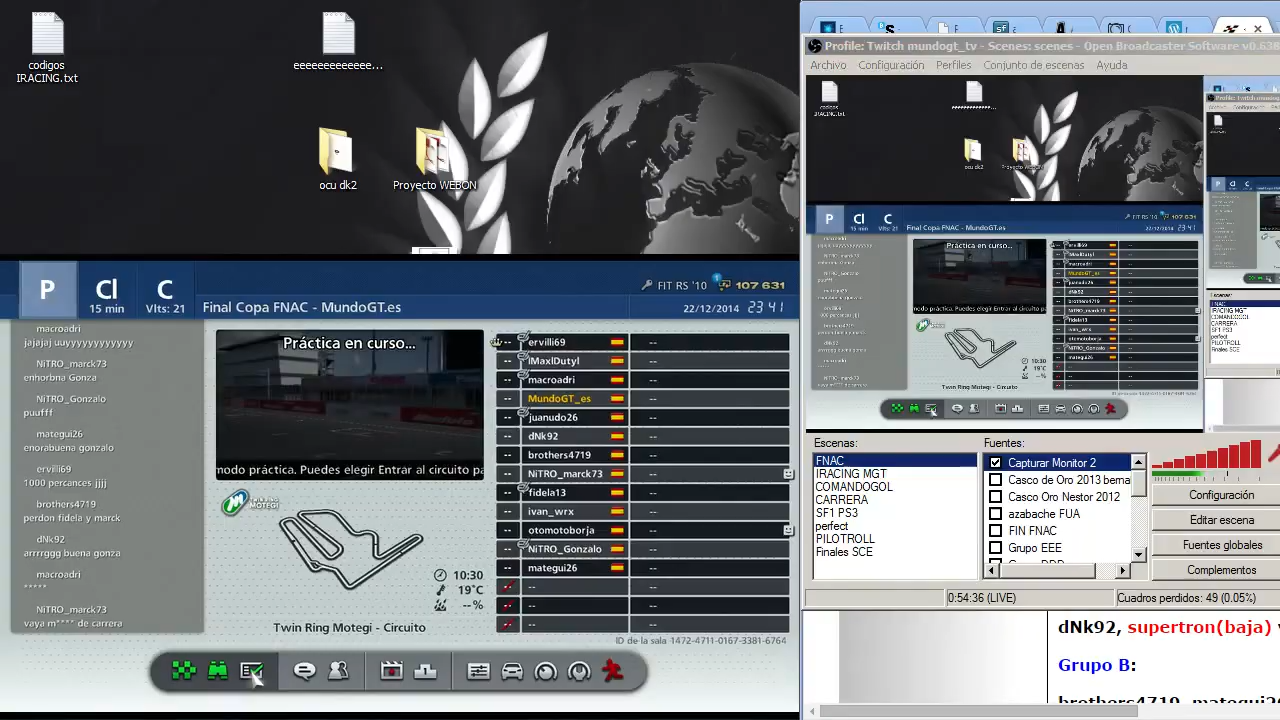 codigos
IRACING.txt
eeeeeeeeeeeee...
ocu dk2
Proyecto WEBON
P
Cl
15 min
C
Vlts: 21
Final Copa FNAC - MundoGT.es
FIT RS '10
107 631
22/12/2014 23 41
macroadri
jajajaj uuyyyyyyyyyyyy
NiTRO_marck73
enhorbna Gonza
NiTRO_Gonzalo
puufff
mategui26
enorabuena gonzalo
ervilli69
1000 percances jjjj
brothers4719
perdon fidela y marck
dNk92
arrrrggg buena gonza
macroadri
*****
NiTRO_marck73
vaya m**** de carrera
Práctica en curso...
modo práctica. Puedes elegir Entrar al circuito pa
10:30
19°C
--%
Twin Ring Motegi - Circuito
-- ervilli69 --
-- IMaxIDutyl --
-- macroadri --
-- MundoGT_es --
-- juanudo26 --
-- dNk92 --
-- brothers4719 --
-- NiTRO_marck73 --
-- fidela13 --
-- ivan_wrx --
-- otomotoborja --
-- NiTRO_Gonzalo --
-- mategui26 --
--
--
--
ID de la sala 1472-4711-0167-3381-6764
Profile: Twitch mundogt_tv - Scenes: scenes - Open Broadcaster Software v0.636
Archivo Configuración Perfiles Conjunto de escenas Ayuda
Escenas:
FNAC
IRACING MGT
COMANDOGOL
CARRERA
SF1 PS3
perfect
PILOTROLL
Finales SCE
Fuentes:
Capturar Monitor 2
Casco de Oro 2013 berna
Casco Oro Nestor 2012
azabache FUA
FIN FNAC
Grupo EEE
Configuración
Editar escena
Fuentes globales
Complementos
0:54:36 (LIVE)
Cuadros perdidos: 49 (0.05%)
dNk92, supertron(baja)
Grupo B:
brothers4719, mategui26